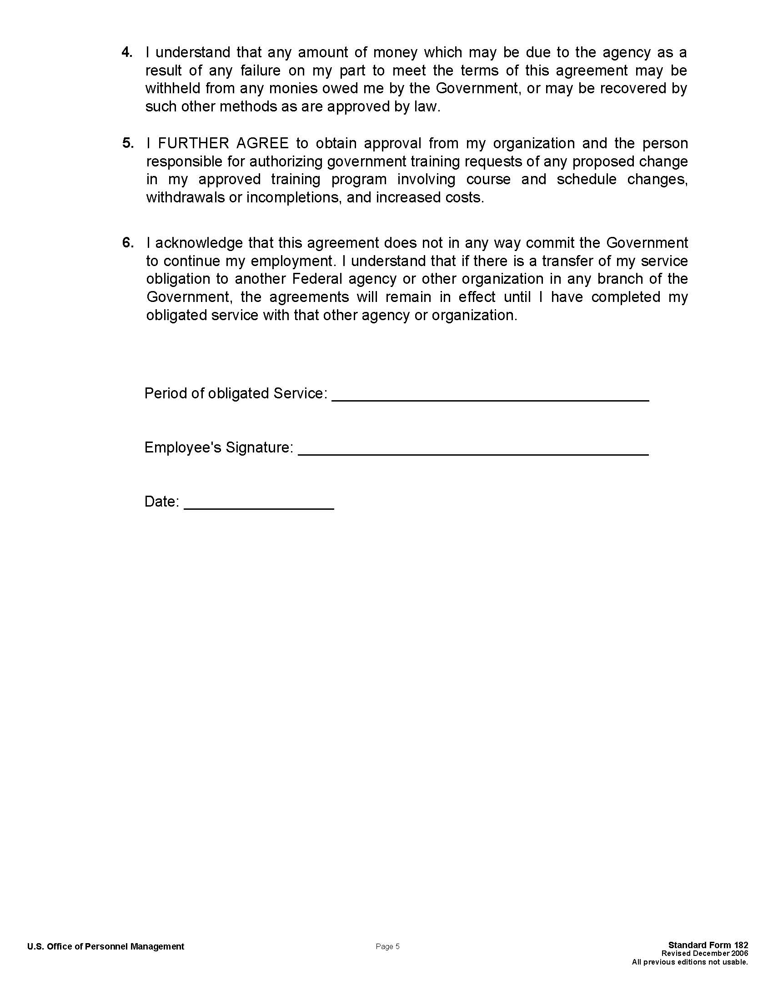 4. I understand that any amount of money which may be due to the agency as a
result of any failure on my part to meet the terms of this agreement may be
withheld from any monies owed me by the Government, or may be recovered by
such other methods as are approved by law.
5. I FURTHER AGREE to obtain approval from my organization and the person
responsible for authorizing government training requests of any proposed change
in my approved training program involving course and schedule changes,
withdrawals or incompletions, and increased costs.
6. I acknowledge that this agreement does not in any way commit the Government
to continue my employment. I understand that if there is a transfer of my service
obligation to another Federal agency or other organization in any branch of the
Government, the agreements will remain in effect until I have completed my
obligated service with that other agency or organization.
Period of obligated Service:
Employee's Signature:
Date:
U.S. Office of Personnel Management
Page 5
Standard Form 182
Revised December 2006
All previous editions not usable.